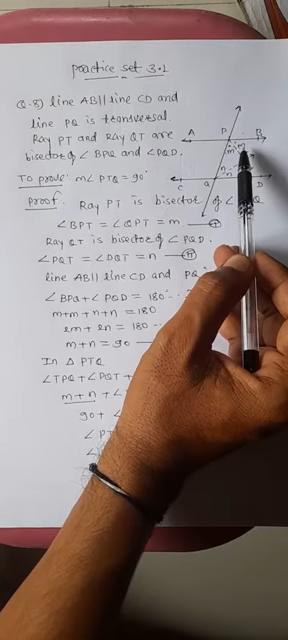 Practice set 3.1
Q.8) line AB || line CD and
line PQ is transversal.
Ray PT and Ray QT are
bisector of ∠BPQ and ∠PQD.
A P B
m m
n
n
C Q D
To prove: m∠PTQ = 90°
Proof. Ray PT is bisector of ∠
∠BPT = ∠QPT = m. — I
Ray QT is bisector of ∠PQD.
∠PQT = ∠DQT = n — II
line AB || line CD and PQ
∠BPQ + ∠PQD = 180°
m + m + n + n = 180
2m + 2n = 180
m + n = 90 —
In △ PTQ
∠TPQ + ∠PQT +
m + n + ∠
90 + ∠
∠PT
∠